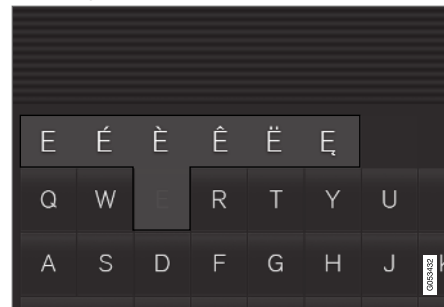 E É È Ê Ë Ę
Q W E R T Y U
A S D F G H J K
G053432